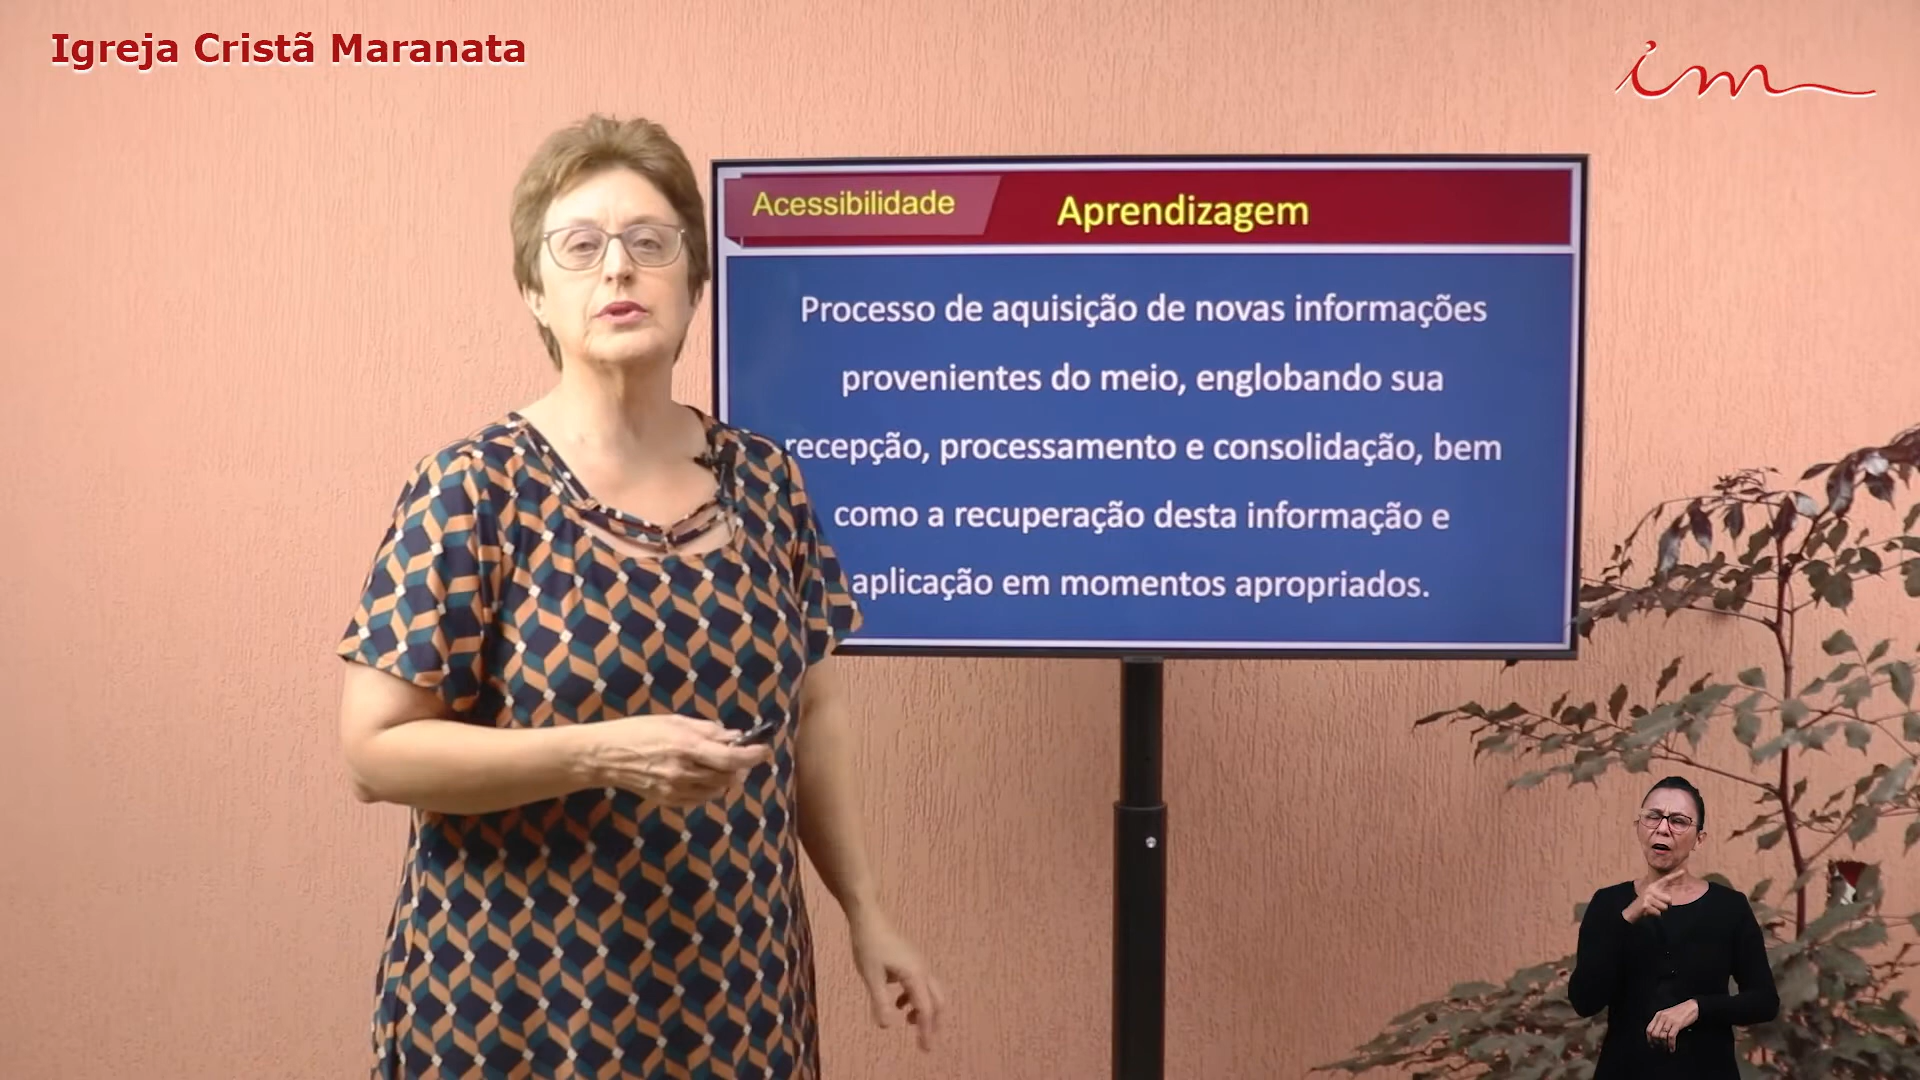 Igreja Cristã Maranata
im
Acessibilidade
Aprendizagem
Processo de aquisição de novas informações
provenientes do meio, englobando sua
recepção, processamento e consolidação, bem
como a recuperação desta informação e
aplicação em momentos apropriados.